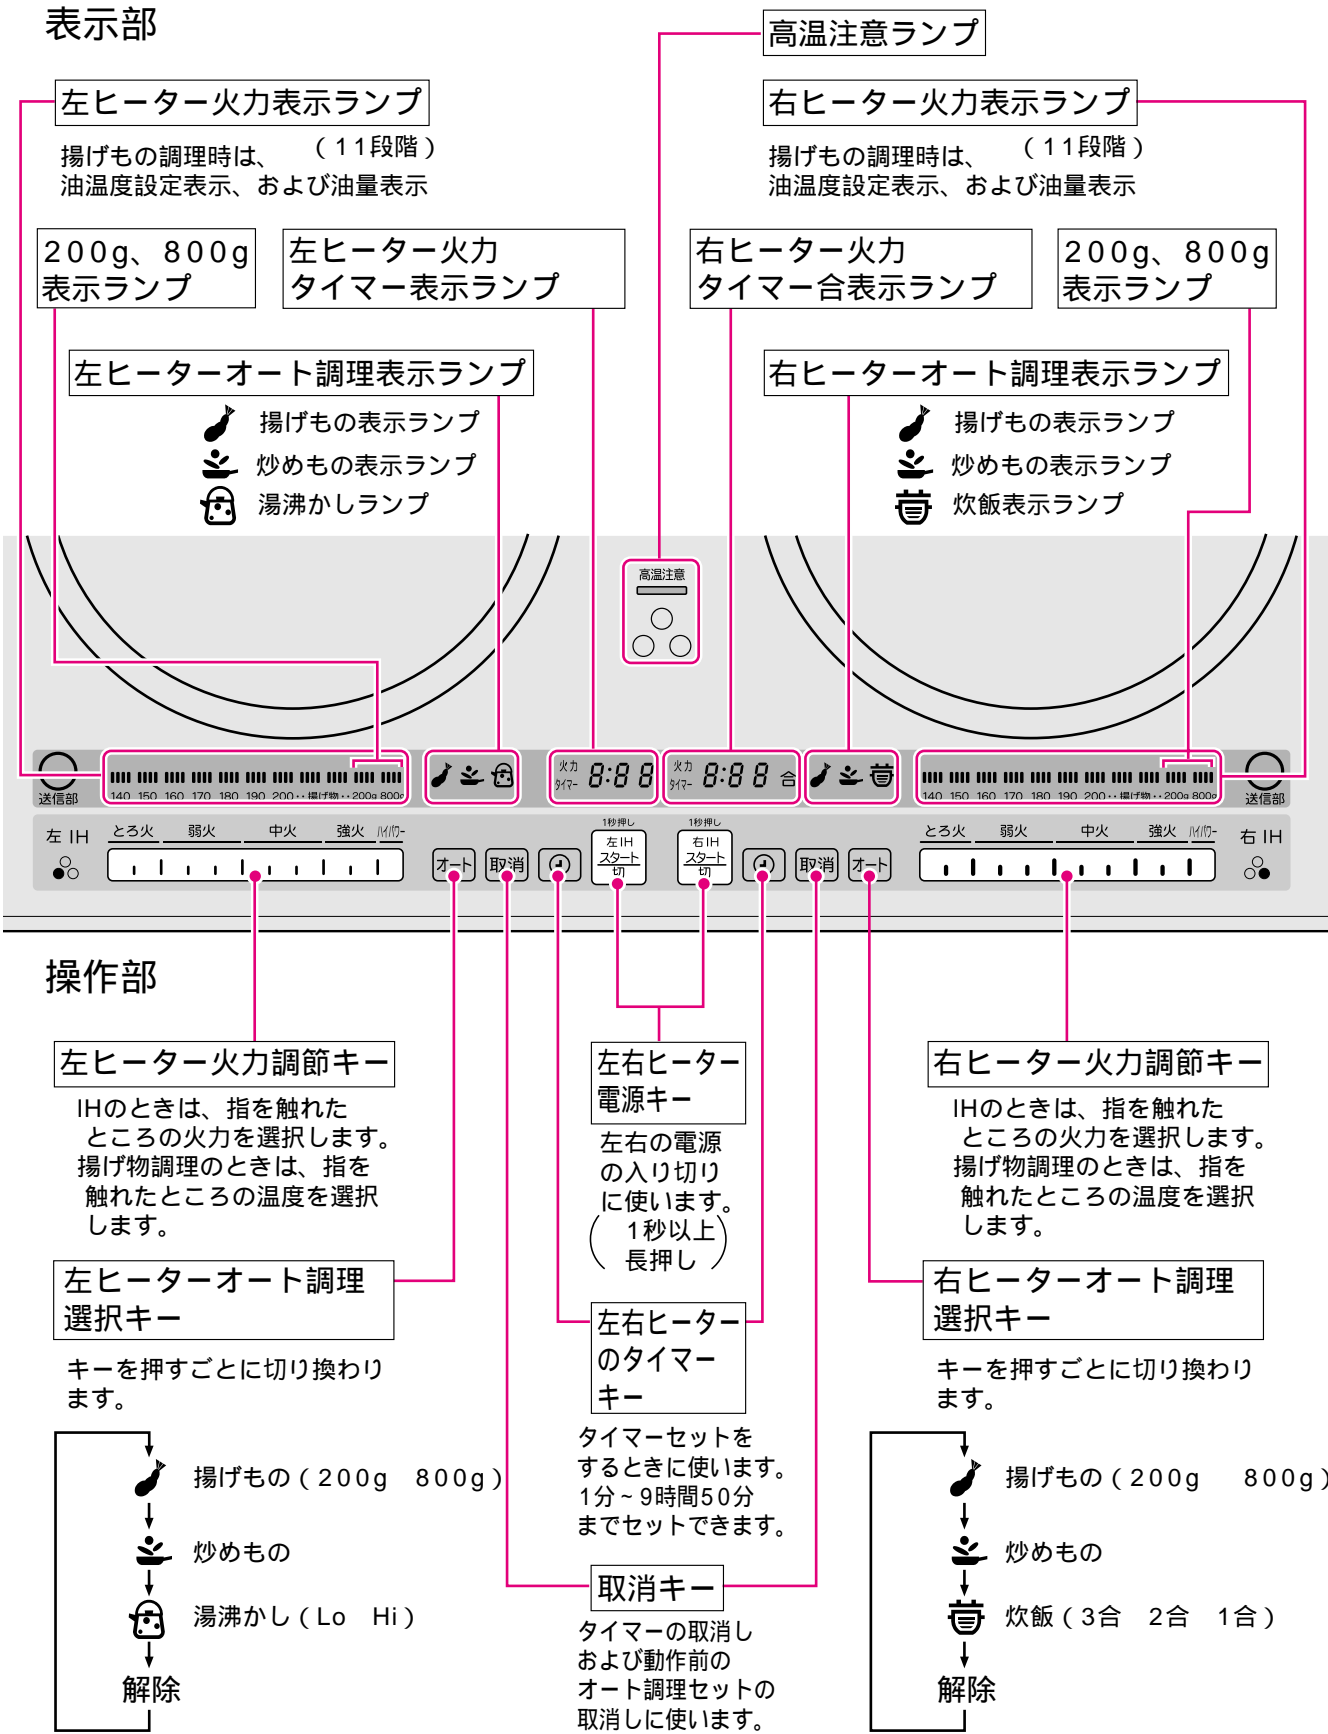 表示部
高温注意ランプ
左ヒーター火力表示ランプ
(11段階)
揚げもの調理時は、
油温度設定表示、および油量表示
右ヒーター火力表示ランプ
(11段階)
揚げもの調理時は、
油温度設定表示、および油量表示
200g、800g
表示ランプ
左ヒーター火力
タイマー表示ランプ
右ヒーター火力
タイマー合表示ランプ
200g、800g
表示ランプ
左ヒーターオート調理表示ランプ
揚げもの表示ランプ
炒めもの表示ランプ
湯沸かしランプ
右ヒーターオート調理表示ランプ
揚げもの表示ランプ
炒めもの表示ランプ
炊飯表示ランプ
高温注意
送信部
140 150 160 170 180 190 200‥揚げ物‥200g 800g
火力
タイマー
8:88
火力
タイマー
8:88 合
140 150 160 170 180 190 200‥揚げ物‥200g 800g
送信部
左 IH
とろ火 弱火 中火 強火 ハイパワー
オート
取消
1秒押し
左IH
スタート
切
1秒押し
右IH
スタート
切
取消
オート
とろ火 弱火 中火 強火 ハイパワー
右 IH
操作部
左ヒーター火力調節キー
IHのときは、指を触れた
ところの火力を選択します。
揚げ物調理のときは、指を
触れたところの温度を選択
します。
左右ヒーター
電源キー
左右の電源
の入り切り
に使います。
(1秒以上
長押し)
右ヒーター火力調節キー
IHのときは、指を触れた
ところの火力を選択します。
揚げ物調理のときは、指を
触れたところの温度を選択
します。
左ヒーターオート調理
選択キー
キーを押すごとに切り換わり
ます。
揚げもの(200g 800g)
炒めもの
湯沸かし(Lo Hi)
解除
左右ヒーター
のタイマー
キー
タイマーセットを
するときに使います。
1分~9時間50分
までセットできます。
取消キー
タイマーの取消し
および動作前の
オート調理セットの
取消しに使います。
右ヒーターオート調理
選択キー
キーを押すごとに切り換わり
ます。
揚げもの(200g 800g)
炒めもの
炊飯(3合 2合 1合)
解除